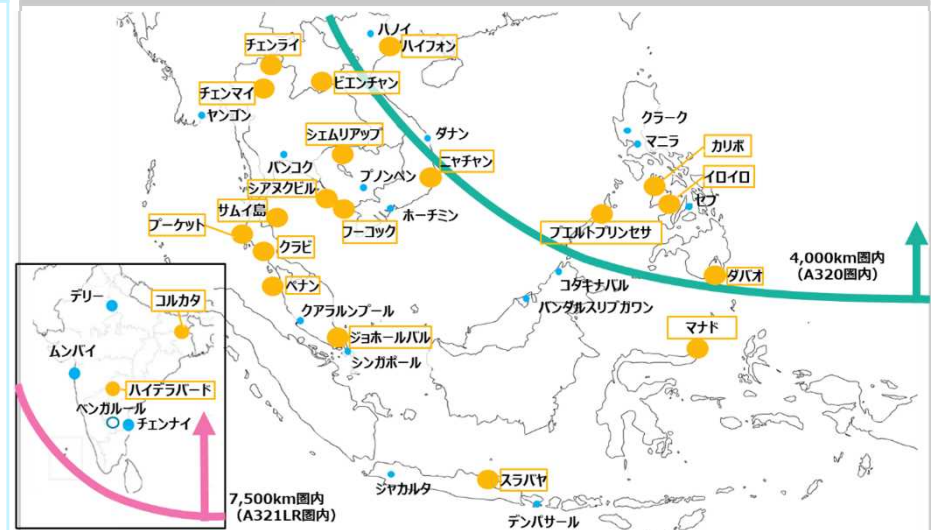 ハノイ
チェンライ
ハイフォン
ビエンチャン
チェンマイ
ヤンゴン
クラーク
シェムリアップ
ダナン
マニラ
カリボ
バンコク
ニャチャン
プノンペン
イロイロ
シアヌクビル
セブ
サムイ島
ホーチミン
プーケット
フーコック
プエルトプリンセサ
クラビ
4,000km圏内
(A320圏内)
ダバオ
コタキナバル
ペナン
バンダルスリブガワン
デリー
コルカタ
クアラルンプール
マナド
ジョホールバル
ムンバイ
シンガポール
ハイデラバード
ベンガルール
チェンナイ
スラバヤ
ジャカルタ
7,500km圏内
(A321LR圏内)
デンパサール